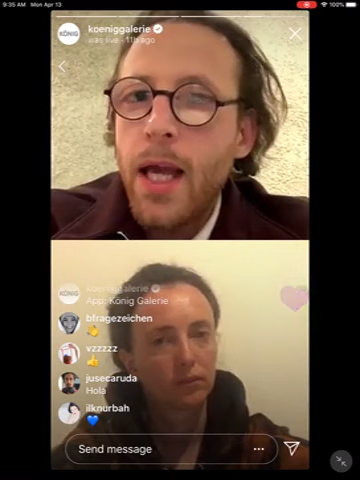 9:35 AM Mon Apr 13
100%
koeniggalerie
was live · 11h ago
KÖNIG
koeniggalerie
App: König Galerie
KÖNIG
bfragezeichen
vzzzzz
jusecaruda
Hola
ilknurbah
Send message